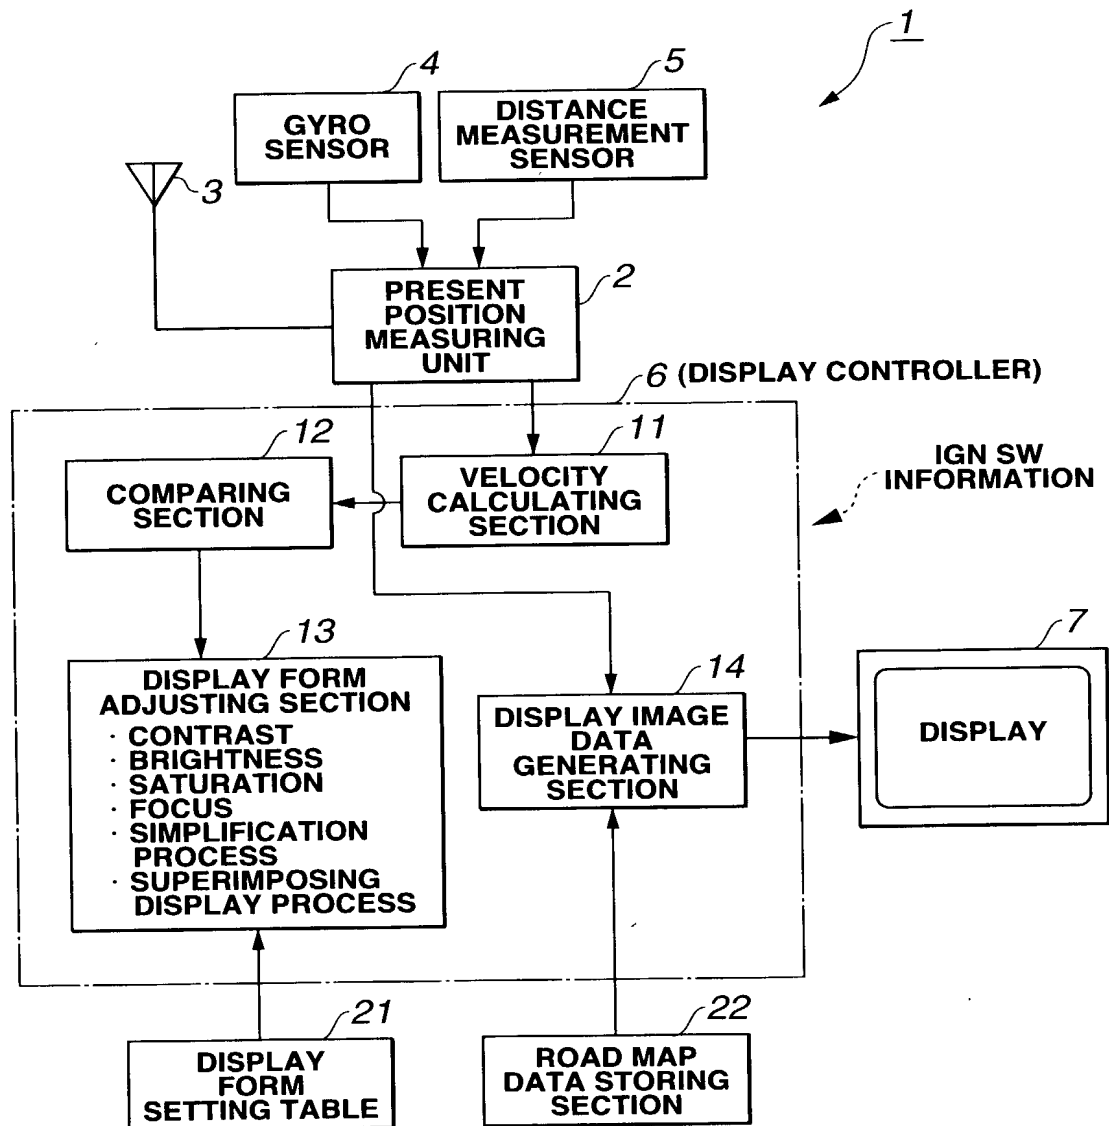 1
4
5
GYRO
SENSOR
DISTANCE
MEASUREMENT
SENSOR
3
2
PRESENT
POSITION
MEASURING
UNIT
6 (DISPLAY CONTROLLER)
12
11
COMPARING
SECTION
VELOCITY
CALCULATING
SECTION
IGN SW
INFORMATION
13
DISPLAY FORM
ADJUSTING SECTION
· CONTRAST
· BRIGHTNESS
· SATURATION
· FOCUS
· SIMPLIFICATION
PROCESS
· SUPERIMPOSING
DISPLAY PROCESS
14
DISPLAY IMAGE
DATA
GENERATING
SECTION
7
DISPLAY
21
DISPLAY
FORM
SETTING TABLE
22
ROAD MAP
DATA STORING
SECTION